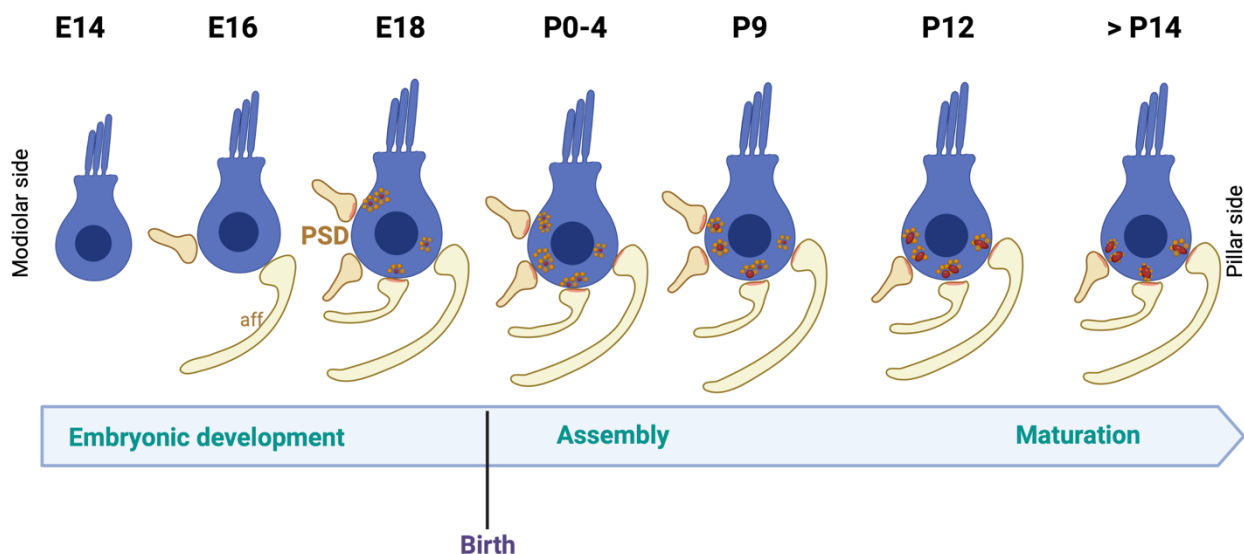 E14 E16 E18 P0-4 P9 P12 > P14
Modiolar side
PSD
Pillar side
aff
Embryonic development Assembly Maturation
Birth